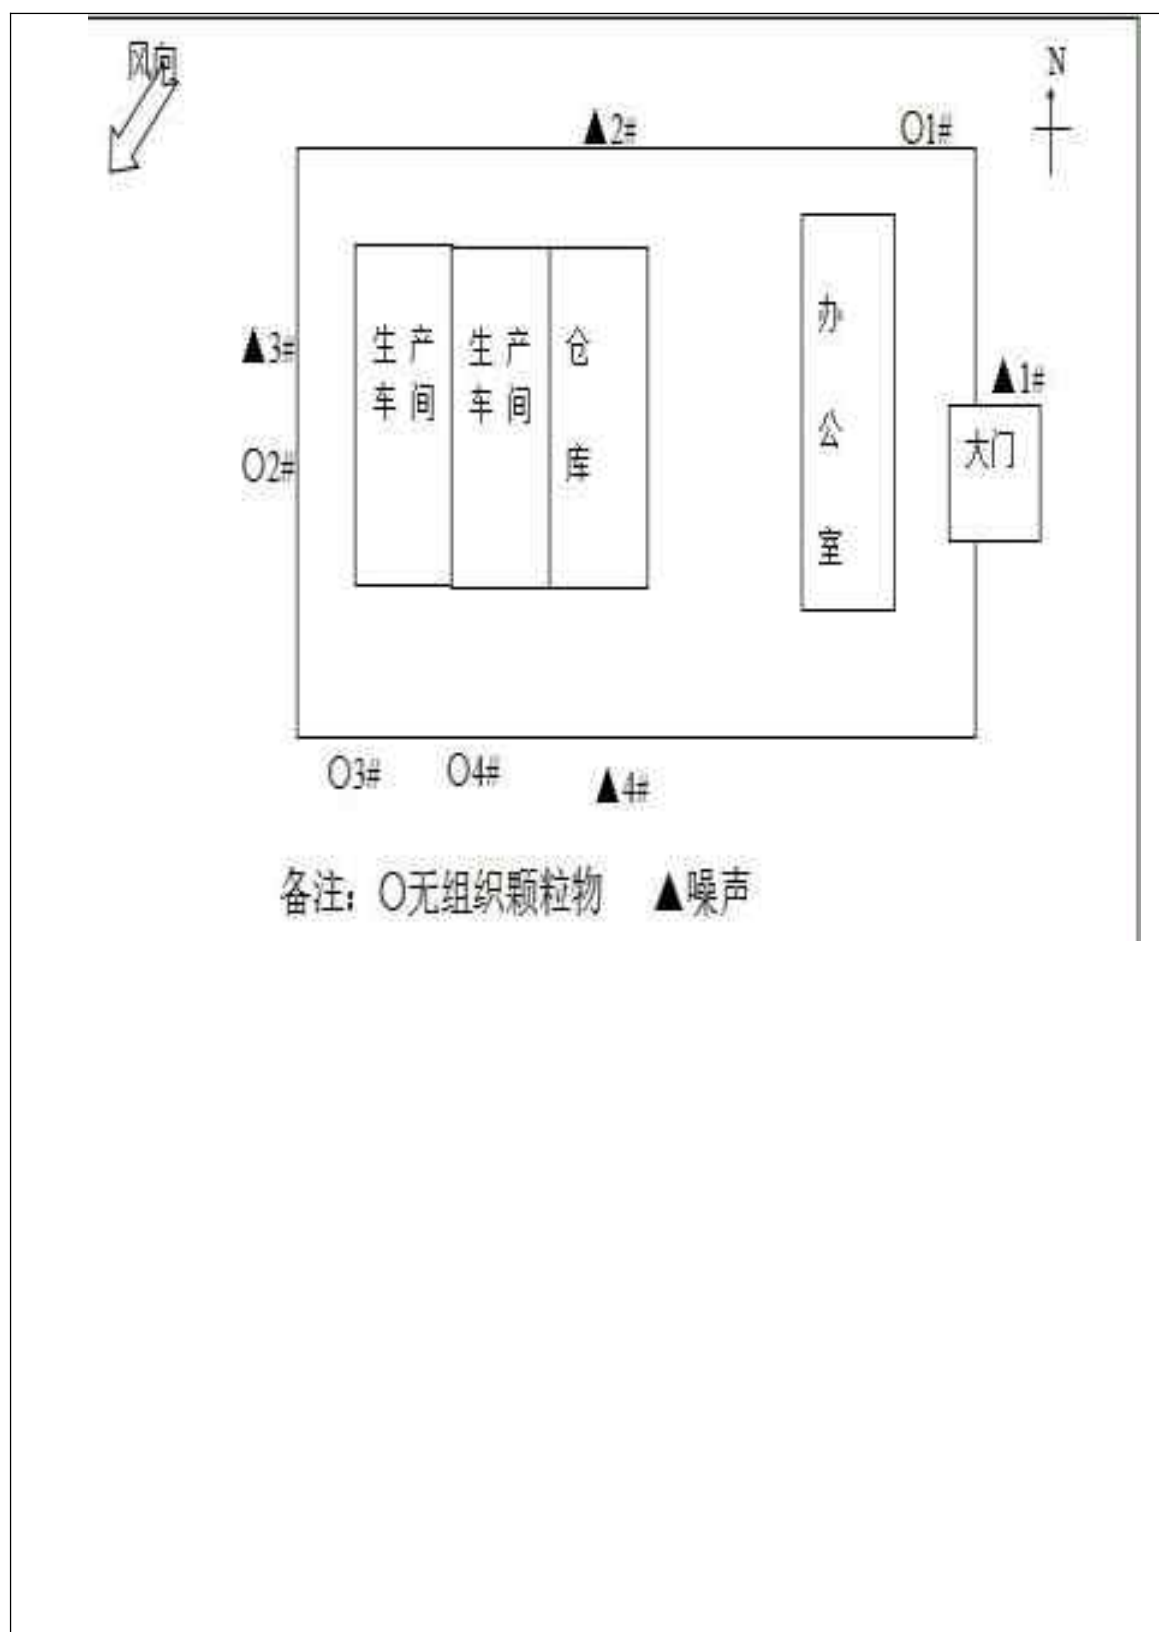 风向
N
▲2#
O1#
▲3#
O2#
生产
车间
生产
车间
仓
库
办
公
室
▲1#
大门
O3#
O4#
▲4#
备注：O无组织颗粒物 ▲噪声